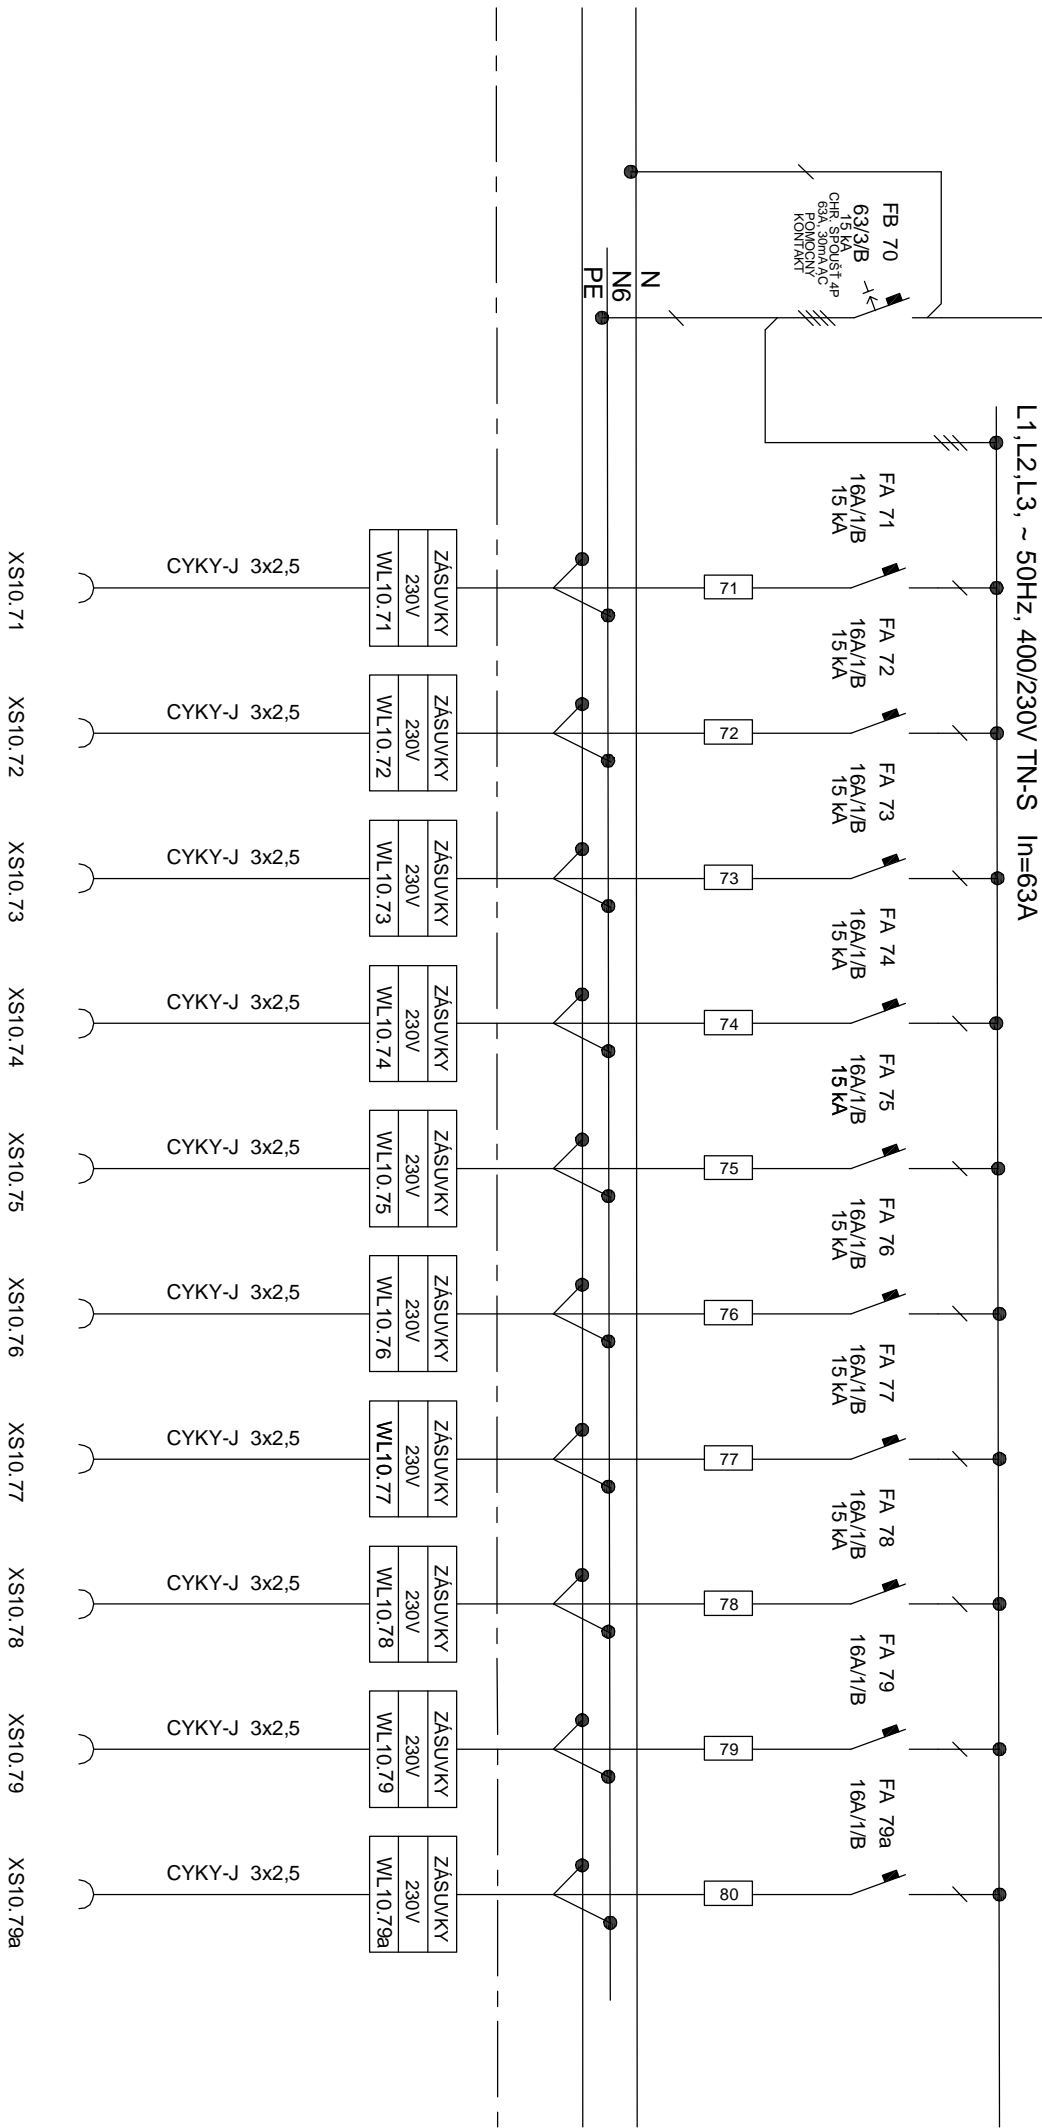 L1,L2,L3, ~ 50Hz, 400/230V TN-S In=63A
FB 70
63/3/B
15 kA
CHR. SPOUŠŤ 4P
63A, 30mA AC
POMOCNÝ
KONTAKT
N
N6
PE
FA 71
16A/1/B
15 kA
FA 72
16A/1/B
15 kA
FA 73
16A/1/B
15 kA
FA 74
16A/1/B
15 kA
FA 75
16A/1/B
15 kA
FA 76
16A/1/B
15 kA
FA 77
16A/1/B
15 kA
FA 78
16A/1/B
15 kA
FA 79
16A/1/B
FA 79a
16A/1/B
71
72
73
74
75
76
77
78
79
80
ZÁSUVKY
230V
WL10.71
ZÁSUVKY
230V
WL10.72
ZÁSUVKY
230V
WL10.73
ZÁSUVKY
230V
WL10.74
ZÁSUVKY
230V
WL10.75
ZÁSUVKY
230V
WL10.76
ZÁSUVKY
230V
WL10.77
ZÁSUVKY
230V
WL10.78
ZÁSUVKY
230V
WL10.79
ZÁSUVKY
230V
WL10.79a
CYKY-J 3x2,5
CYKY-J 3x2,5
CYKY-J 3x2,5
CYKY-J 3x2,5
CYKY-J 3x2,5
CYKY-J 3x2,5
CYKY-J 3x2,5
CYKY-J 3x2,5
CYKY-J 3x2,5
CYKY-J 3x2,5
XS10.71
XS10.72
XS10.73
XS10.74
XS10.75
XS10.76
XS10.77
XS10.78
XS10.79
XS10.79a